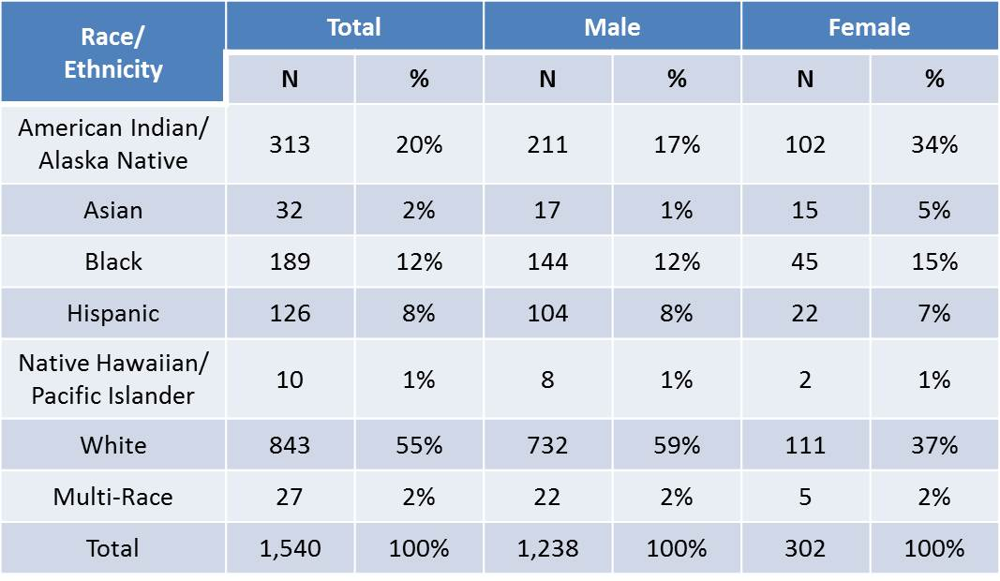 Race/
Ethnicity
Total Male Female
N % N % N %
American Indian/
Alaska Native
313 20% 211 17% 102 34%
Asian 32 2% 17 1% 15 5%
Black 189 12% 144 12% 45 15%
Hispanic 126 8% 104 8% 22 7%
Native Hawaiian/
Pacific Islander
10 1% 8 1% 2 1%
White 843 55% 732 59% 111 37%
Multi-Race 27 2% 22 2% 5 2%
Total 1,540 100% 1,238 100% 302 100%